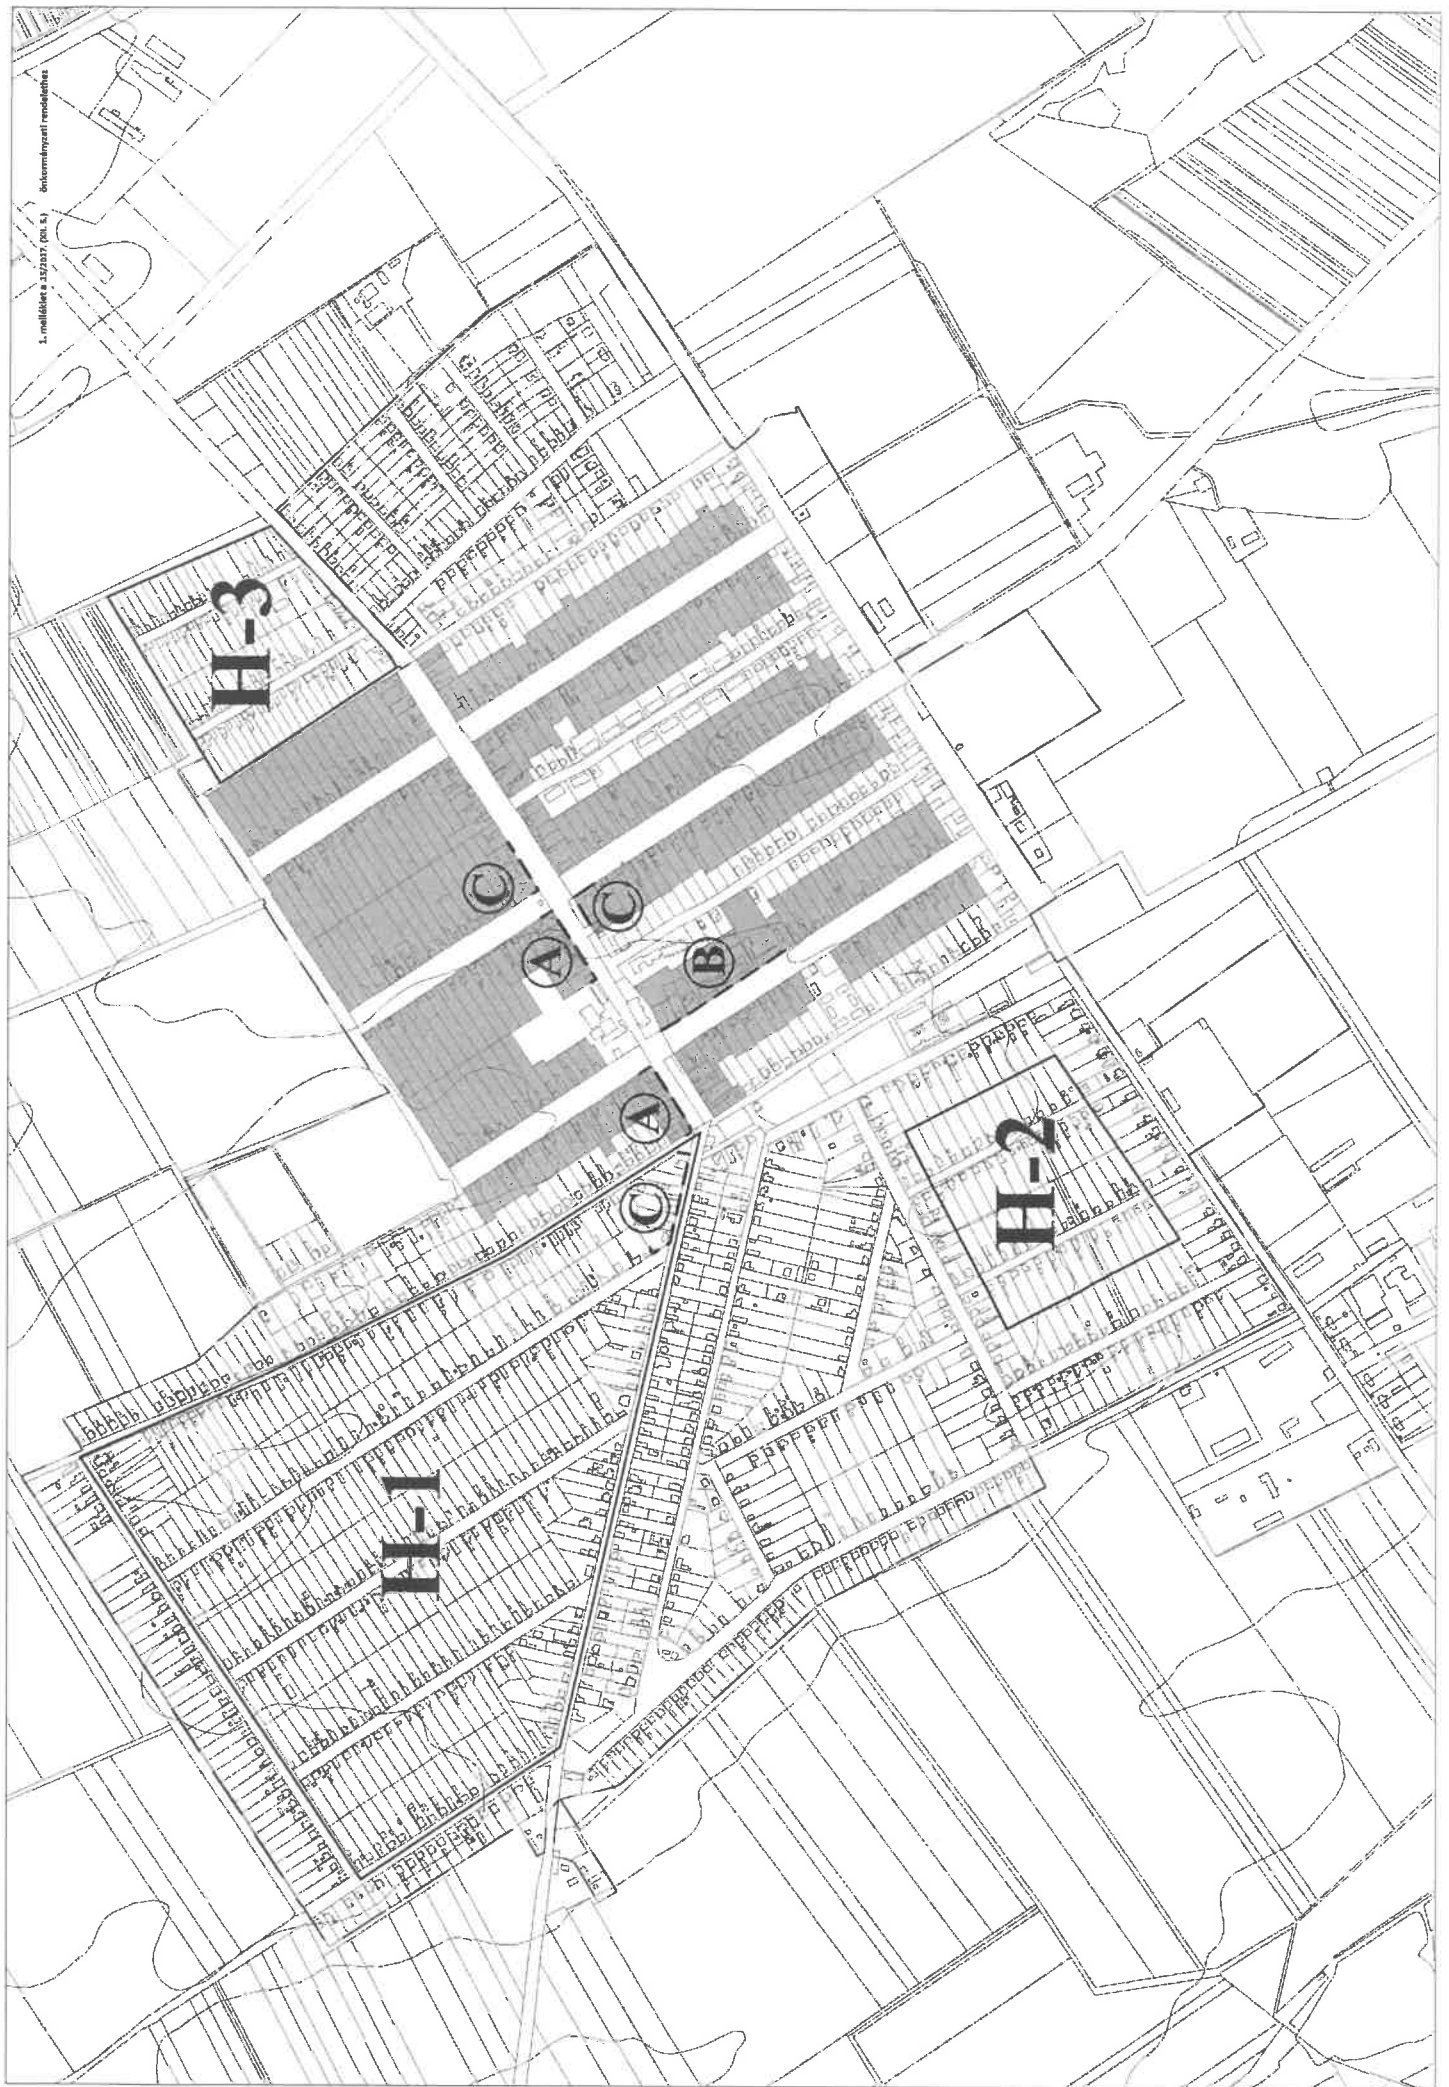 1. melléklet a 15/2017. (XII. 5.) önkormányzati rendelethez
H-3
C
A
C
B
A
C
H-2
H-1